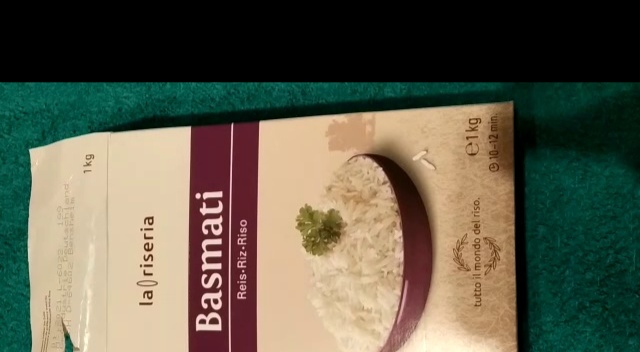 1kg
la riseria
Basmati
Reis·Riz·Riso
tutto il mondo del riso.
℮1kg
10-12 min.